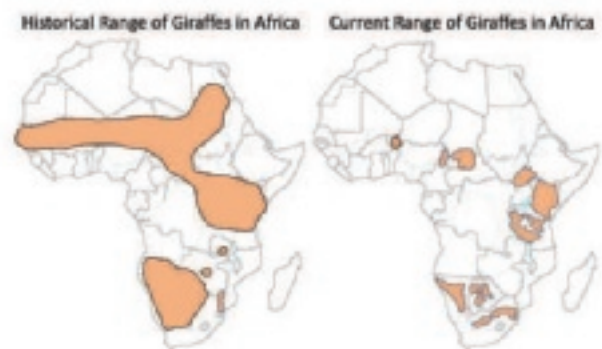 Historical Range of Giraffes in Africa
Current Range of Giraffes in Africa